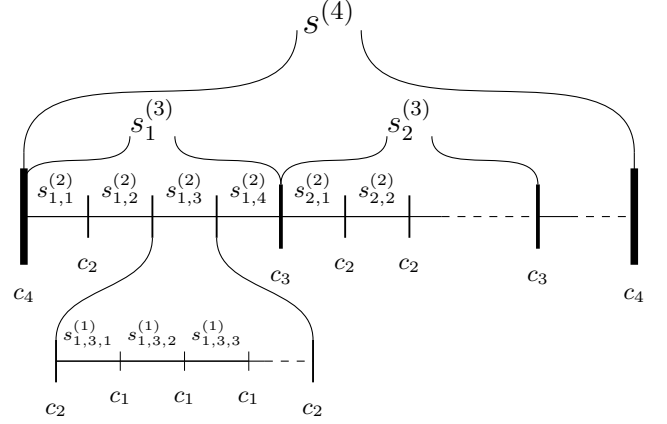 s^{(4)}
s_1^{(3)} s_2^{(3)}
s_{1,1}^{(2)} s_{1,2}^{(2)} s_{1,3}^{(2)} s_{1,4}^{(2)} s_{2,1}^{(2)} s_{2,2}^{(2)}
c_4 c_2 c_3 c_2 c_2 c_3 c_4
s_{1,3,1}^{(1)} s_{1,3,2}^{(1)} s_{1,3,3}^{(1)}
c_2 c_1 c_1 c_1 c_2